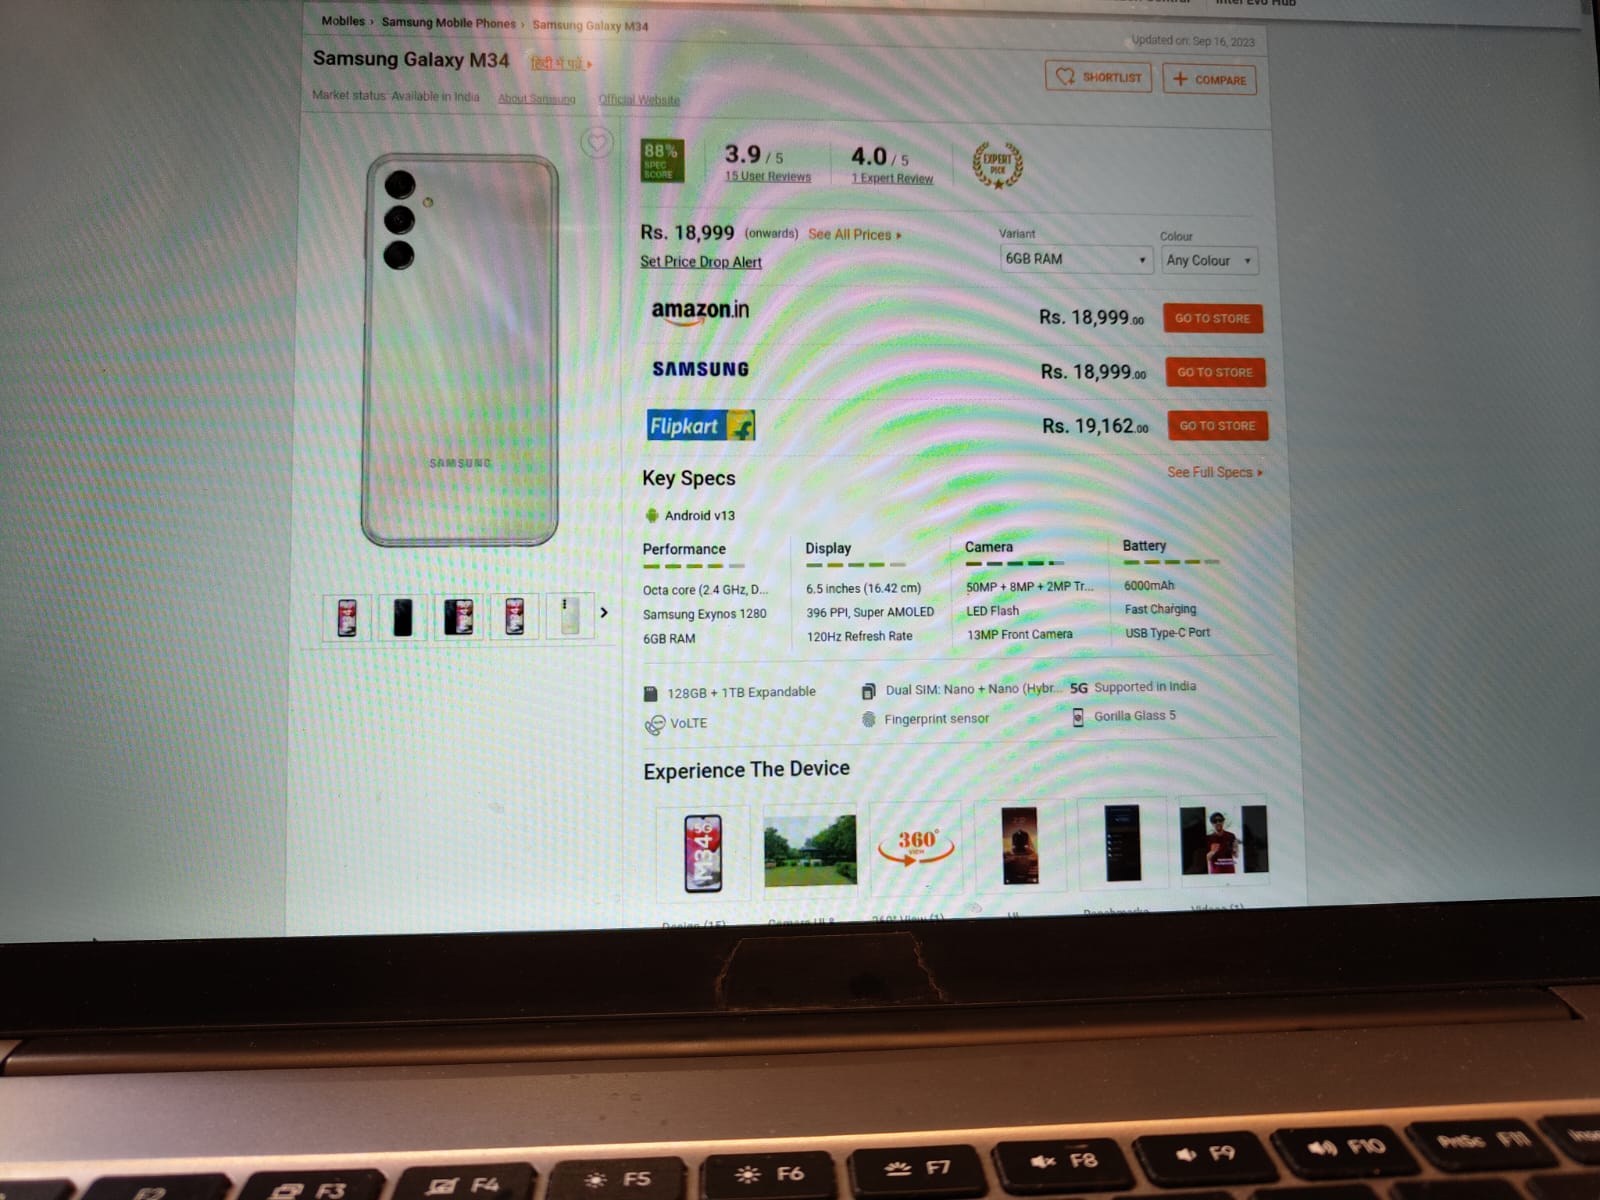 Intel Evo Hub
Mobiles › Samsung Mobile Phones › Samsung Galaxy M34
Updated on: Sep 16, 2023
Samsung Galaxy M34 हिंदी में पढ़ें
SHORTLIST
COMPARE
Market status: Available in India About Samsung Official Website
88% SPEC SCORE
3.9 / 5
15 User Reviews
4.0 / 5
1 Expert Review
EXPERT PICK
Rs. 18,999 (onwards) See All Prices
Set Price Drop Alert
Variant
6GB RAM
Colour
Any Colour
amazon.in Rs. 18,999.00 GO TO STORE
SAMSUNG Rs. 18,999.00 GO TO STORE
Flipkart Rs. 19,162.00 GO TO STORE
SAMSUNG
Key Specs See Full Specs
Android v13
Performance
Octa core (2.4 GHz, D...
Samsung Exynos 1280
6GB RAM
Display
6.5 inches (16.42 cm)
396 PPI, Super AMOLED
120Hz Refresh Rate
Camera
50MP + 8MP + 2MP Tr...
LED Flash
13MP Front Camera
Battery
6000mAh
Fast Charging
USB Type-C Port
128GB + 1TB Expandable
Dual SIM: Nano + Nano (Hybr...
5G Supported in India
VoLTE
Fingerprint sensor
Gorilla Glass 5
Experience The Device
M34 5G
360° VIEW
F2 F3 F4 F5 F6 F7 F8 F9 F10 PrtSc F11